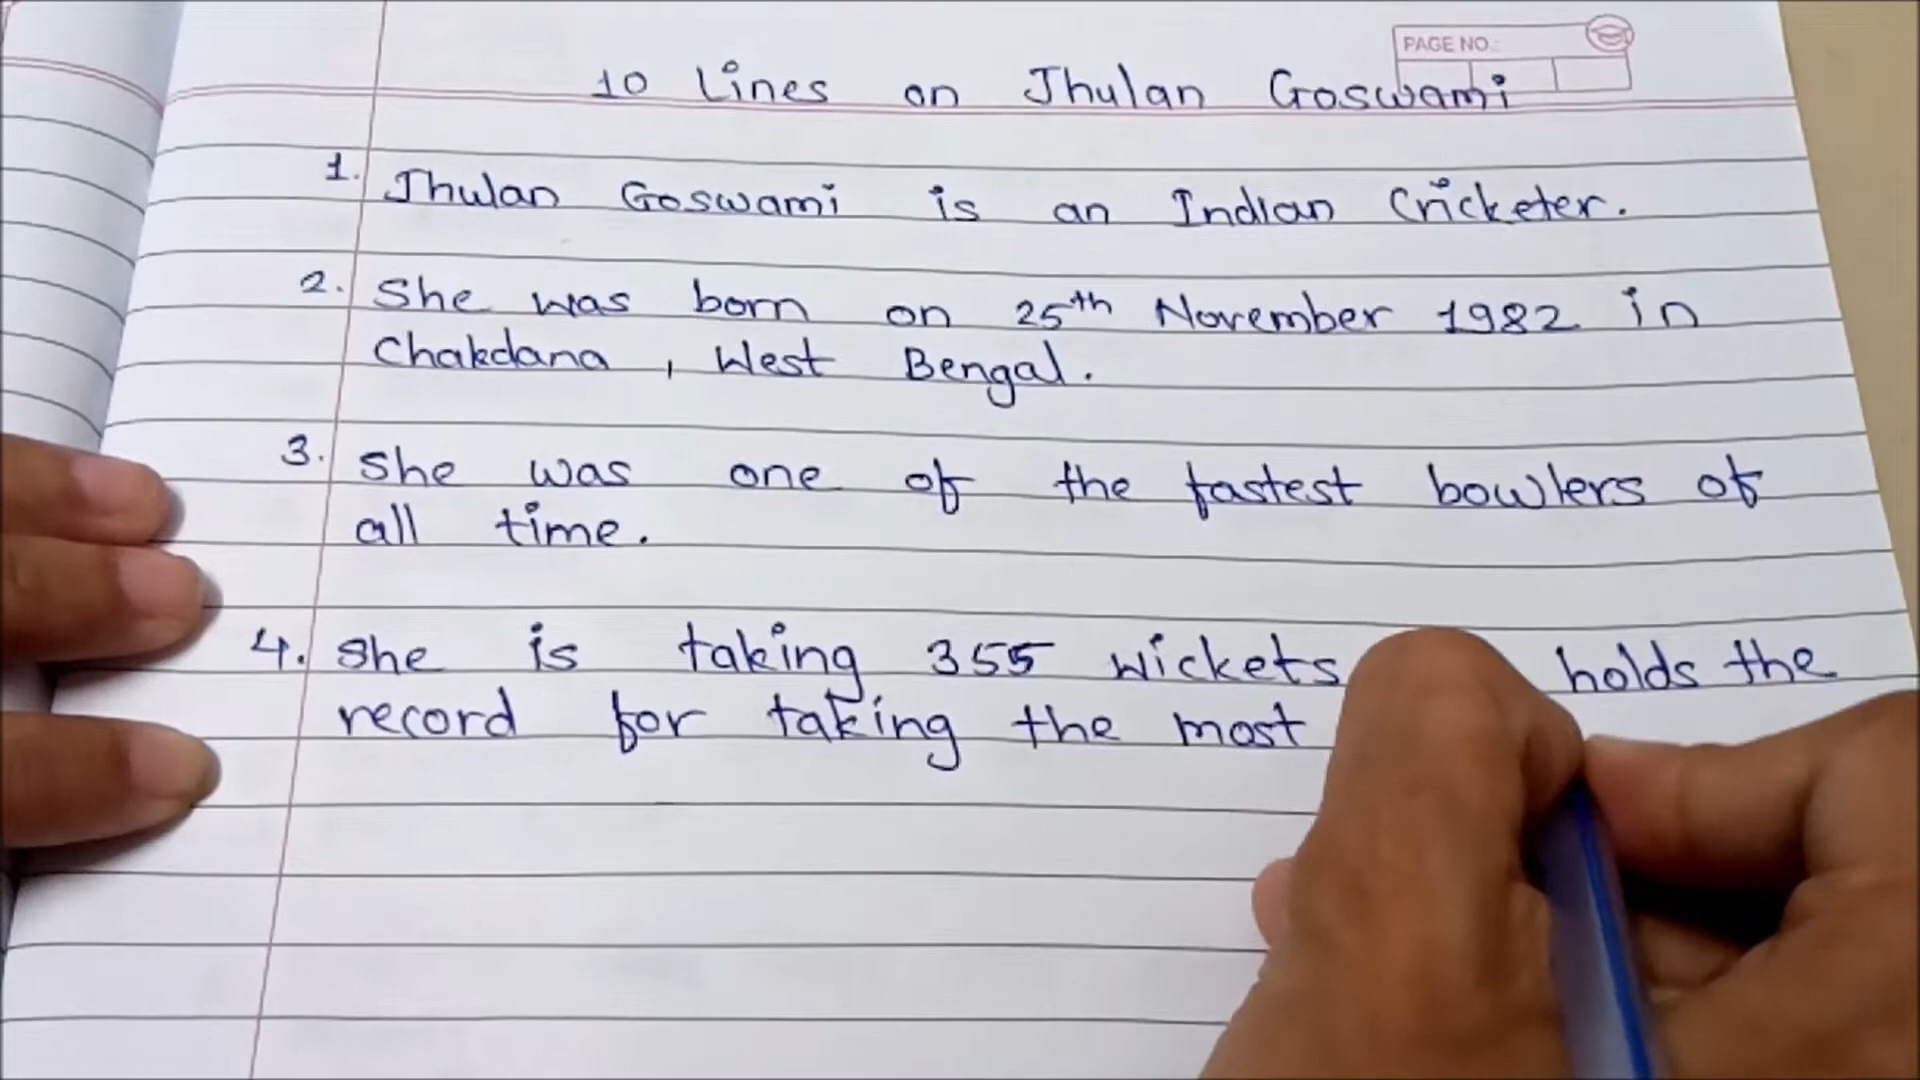 PAGE NO.:
10 Lines on Jhulan Goswami
1. Jhulan Goswami is an Indian Cricketer.
2. She was born on 25th November 1982 in
Chakdana, West Bengal.
3. She was one of the fastest bowlers of
all time.
4. She is taking 355 wickets holds the
record for taking the most